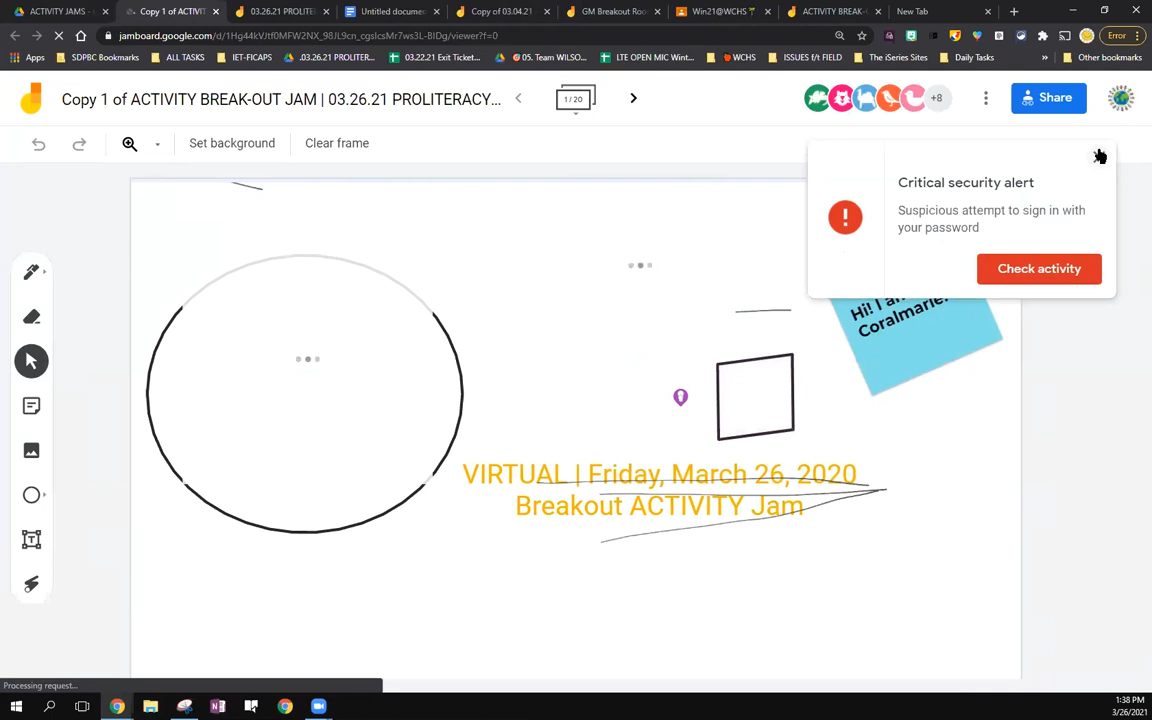 ACTIVITY JAMS -
Copy 1 of ACTIVIT
03.26.21 PROLITE
Untitled docume
Copy of 03.04.21
GM Breakout Roo
Win21@WCHS
ACTIVITY BREAK-
New Tab
jamboard.google.com/d/1Hg44kVJtf0MFW2NX_98JL9cn_cgslcsMr7ws3L-BIDg/viewer?f=0
Error
Apps
SDPBC Bookmarks
ALL TASKS
IET-FICAPS
.03.26.21 PROLITER...
03.22.21 Exit Ticket...
05. Team WILSO...
LTE OPEN MIC Wint...
WCHS
ISSUES f/t FIELD
The iSeries Sites
Daily Tasks
»
Other bookmarks
Copy 1 of ACTIVITY BREAK-OUT JAM | 03.26.21 PROLITERACY...
1/20
+8
Share
Set background
Clear frame
Critical security alert
Suspicious attempt to sign in with
your password
Check activity
Hi! I a
Coralmarie
VIRTUAL | Friday, March 26, 2020
Breakout ACTIVITY Jam
Processing request...
1:38 PM
3/26/2021